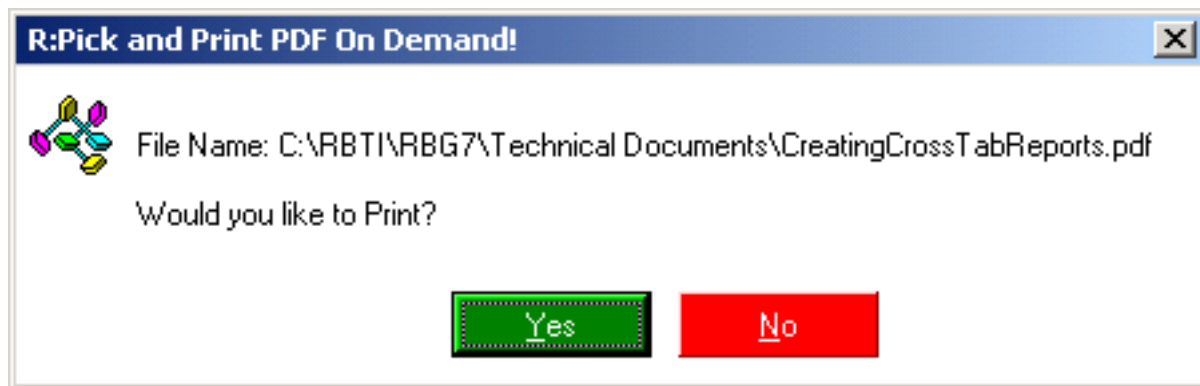 R:Pick and Print PDF On Demand!
File Name: C:\RBTI\RBG7\Technical Documents\CreatingCrossTabReports.pdf
Would you like to Print?
Yes No